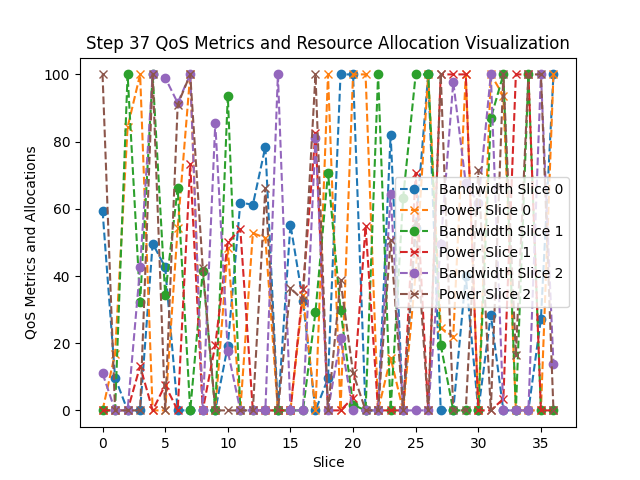 Step 37 QoS Metrics and Resource Allocation Visualization
QoS Metrics and Allocations
100
80
60
40
20
0
Bandwidth Slice 0
Power Slice 0
Bandwidth Slice 1
Power Slice 1
Bandwidth Slice 2
Power Slice 2
0 5 10 15 20 25 30 35
Slice